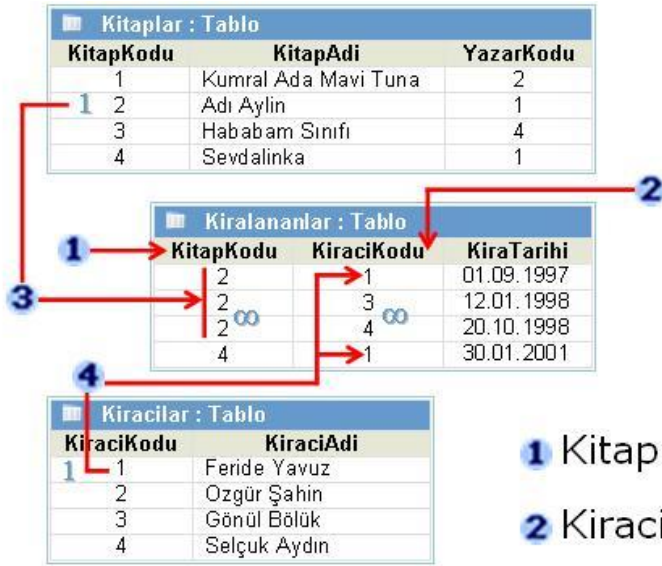 Kitaplar : Tablo
KitapKodu KitapAdi YazarKodu
1 Kumral Ada Mavi Tuna 2
1 2 Adı Aylin 1
3 Hababam Sınıfı 4
4 Sevdalinka 1
2
Kiralananlar : Tablo
1 KitapKodu KiraciKodu KiraTarihi
2 1 01.09.1997
3 2 ∞ 3 ∞ 12.01.1998
2 4 20.10.1998
4 1 30.01.2001
4
Kiracilar : Tablo
KiraciKodu KiraciAdi
1 1 Feride Yavuz
2 Özgür Şahin
3 Gönül Bölük
4 Selçuk Aydın
1 Kitap
2 Kiraci